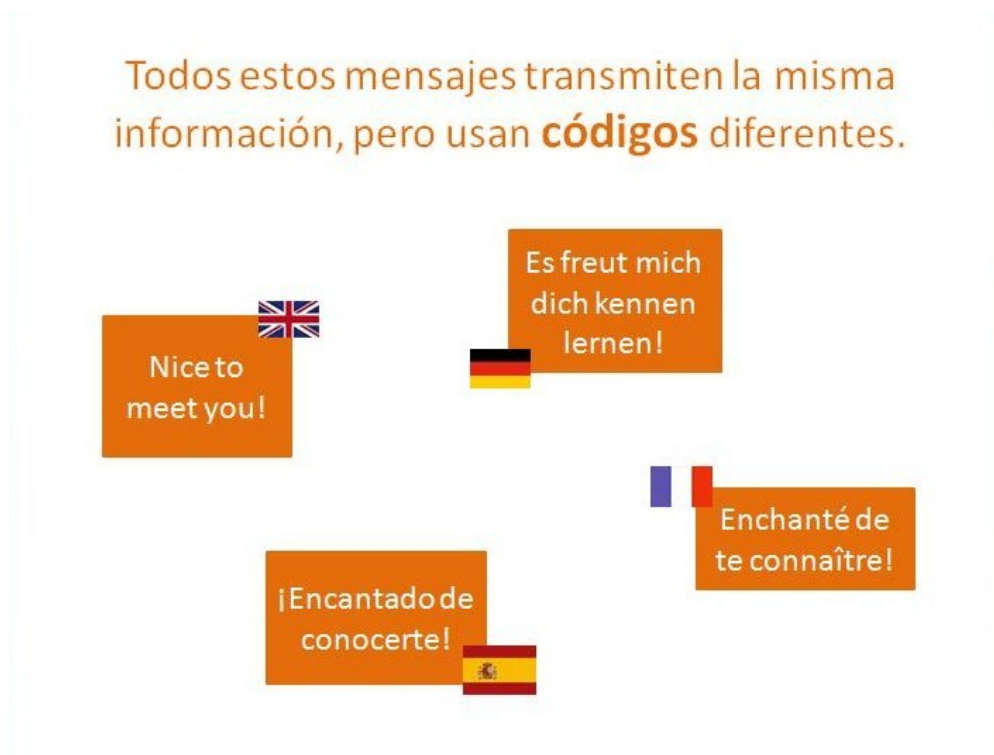 Todos estos mensajes transmiten la misma
información, pero usan códigos diferentes.
Nice to
meet you!
Es freut mich
dich kennen
lernen!
Enchanté de
te connaître!
¡Encantado de
conocerte!